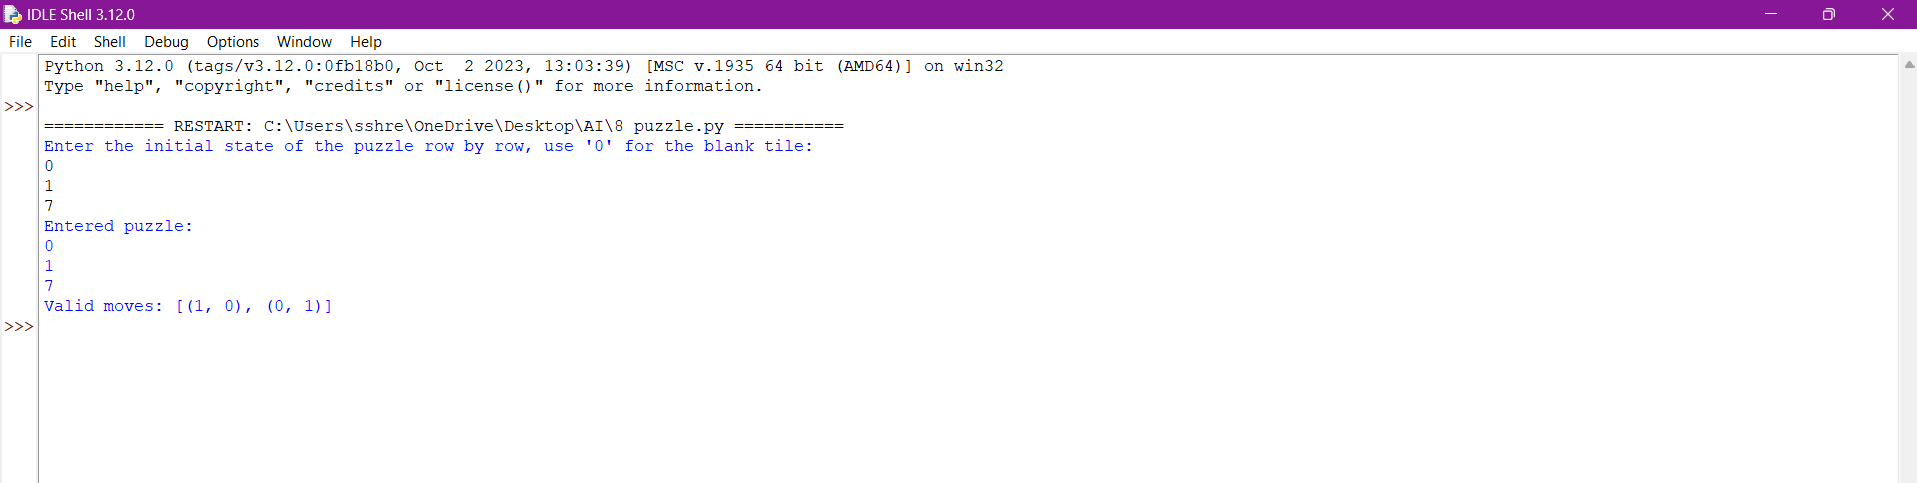 IDLE Shell 3.12.0
File Edit Shell Debug Options Window Help
Python 3.12.0 (tags/v3.12.0:0fb18b0, Oct  2 2023, 13:03:39) [MSC v.1935 64 bit (AMD64)] on win32
Type "help", "copyright", "credits" or "license()" for more information.
>>>
============ RESTART: C:\Users\sshre\OneDrive\Desktop\AI\8 puzzle.py ===========
Enter the initial state of the puzzle row by row, use '0' for the blank tile:
0
1
7
Entered puzzle:
0
1
7
Valid moves: [(1, 0), (0, 1)]
>>>